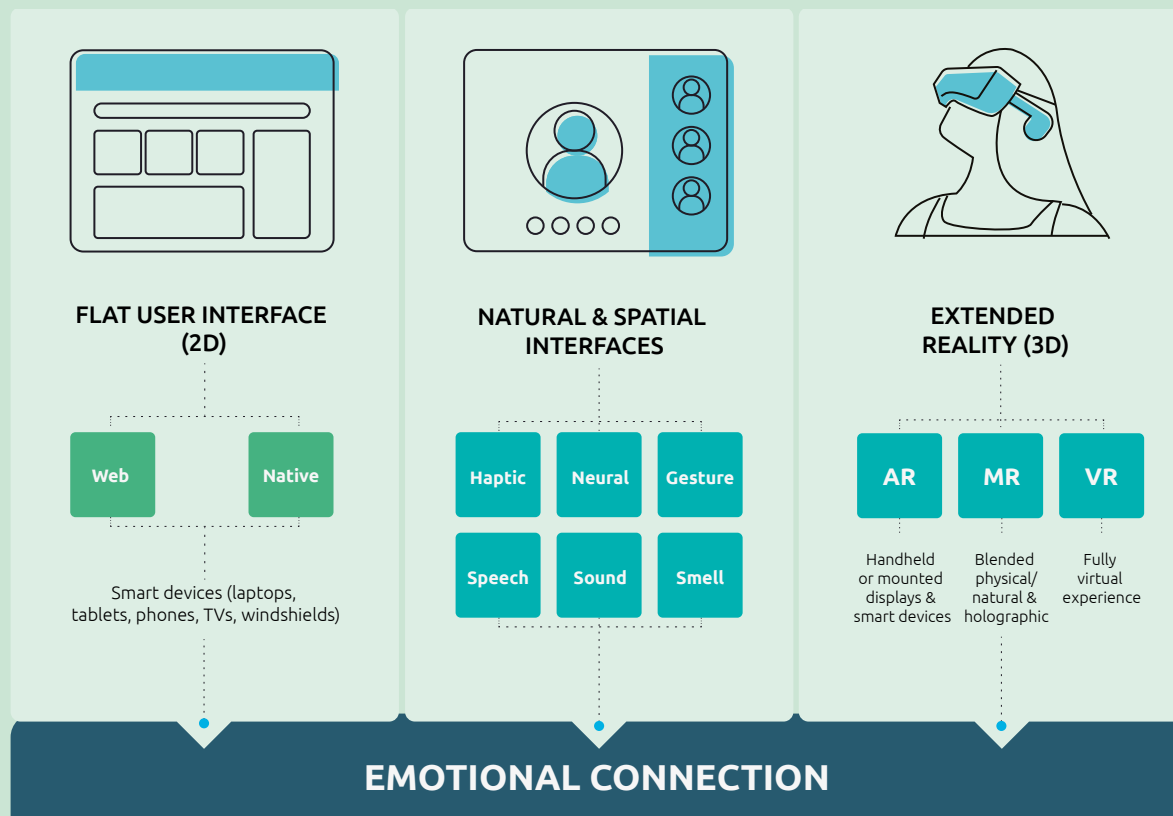 FLAT USER INTERFACE
(2D)
Web
Native
Smart devices (laptops,
tablets, phones, TVs, windshields)
NATURAL & SPATIAL
INTERFACES
Haptic
Neural
Gesture
Speech
Sound
Smell
EXTENDED
REALITY (3D)
AR
MR
VR
Handheld
or mounted
displays &
smart devices
Blended
physical/
natural &
holographic
Fully
virtual
experience
EMOTIONAL CONNECTION